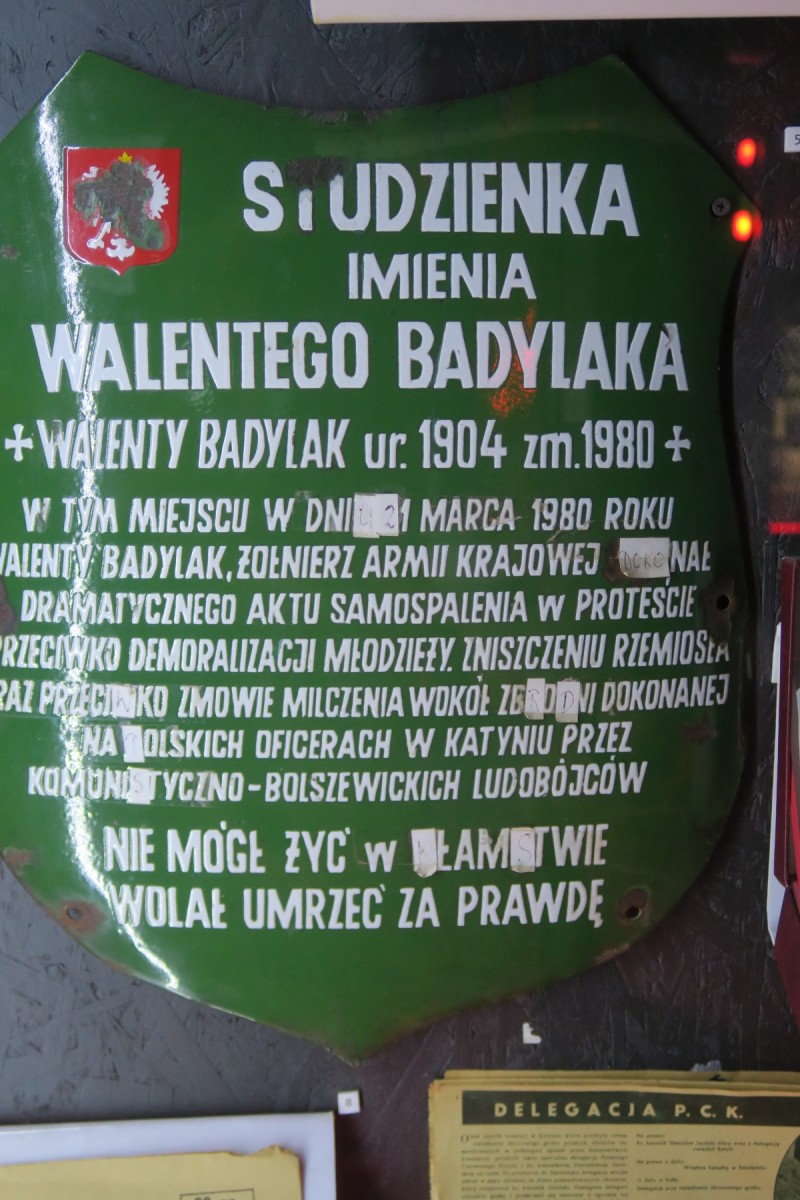 STUDZIENKA
IMIENIA
WALENTEGO BADYLAKA
WALENTY BADYLAK ur. 1904 zm. 1980
W TYM MIEJSCU W DNIU 21 MARCA 1980 ROKU
WALENTY BADYLAK, ŻOŁNIERZ ARMII KRAJOWEJ DOKONAŁ
DRAMATYCZNEGO AKTU SAMOSPALENIA w PROTEŚCIE
PRZECIWKO DEMORALIZACJI MŁODZIEŻY. ZNISZCZENIU RZEMIOSŁA
ORAZ PRZECIWKO ZMOWIE MILCZENIA WOKÓŁ ZBRODNI DOKONANEJ
NA POLSKICH OFICERACH W KATYNIU PRZEZ
KOMUNISTYCZNO-BOLSZEWICKICH LUDOBÓJCÓW
NIE MÓGŁ ŻYĆ w KŁAMSTWIE
WOLAŁ UMRZEĆ ZA PRAWDĘ
5
8
DELEGACJA P. C. K.